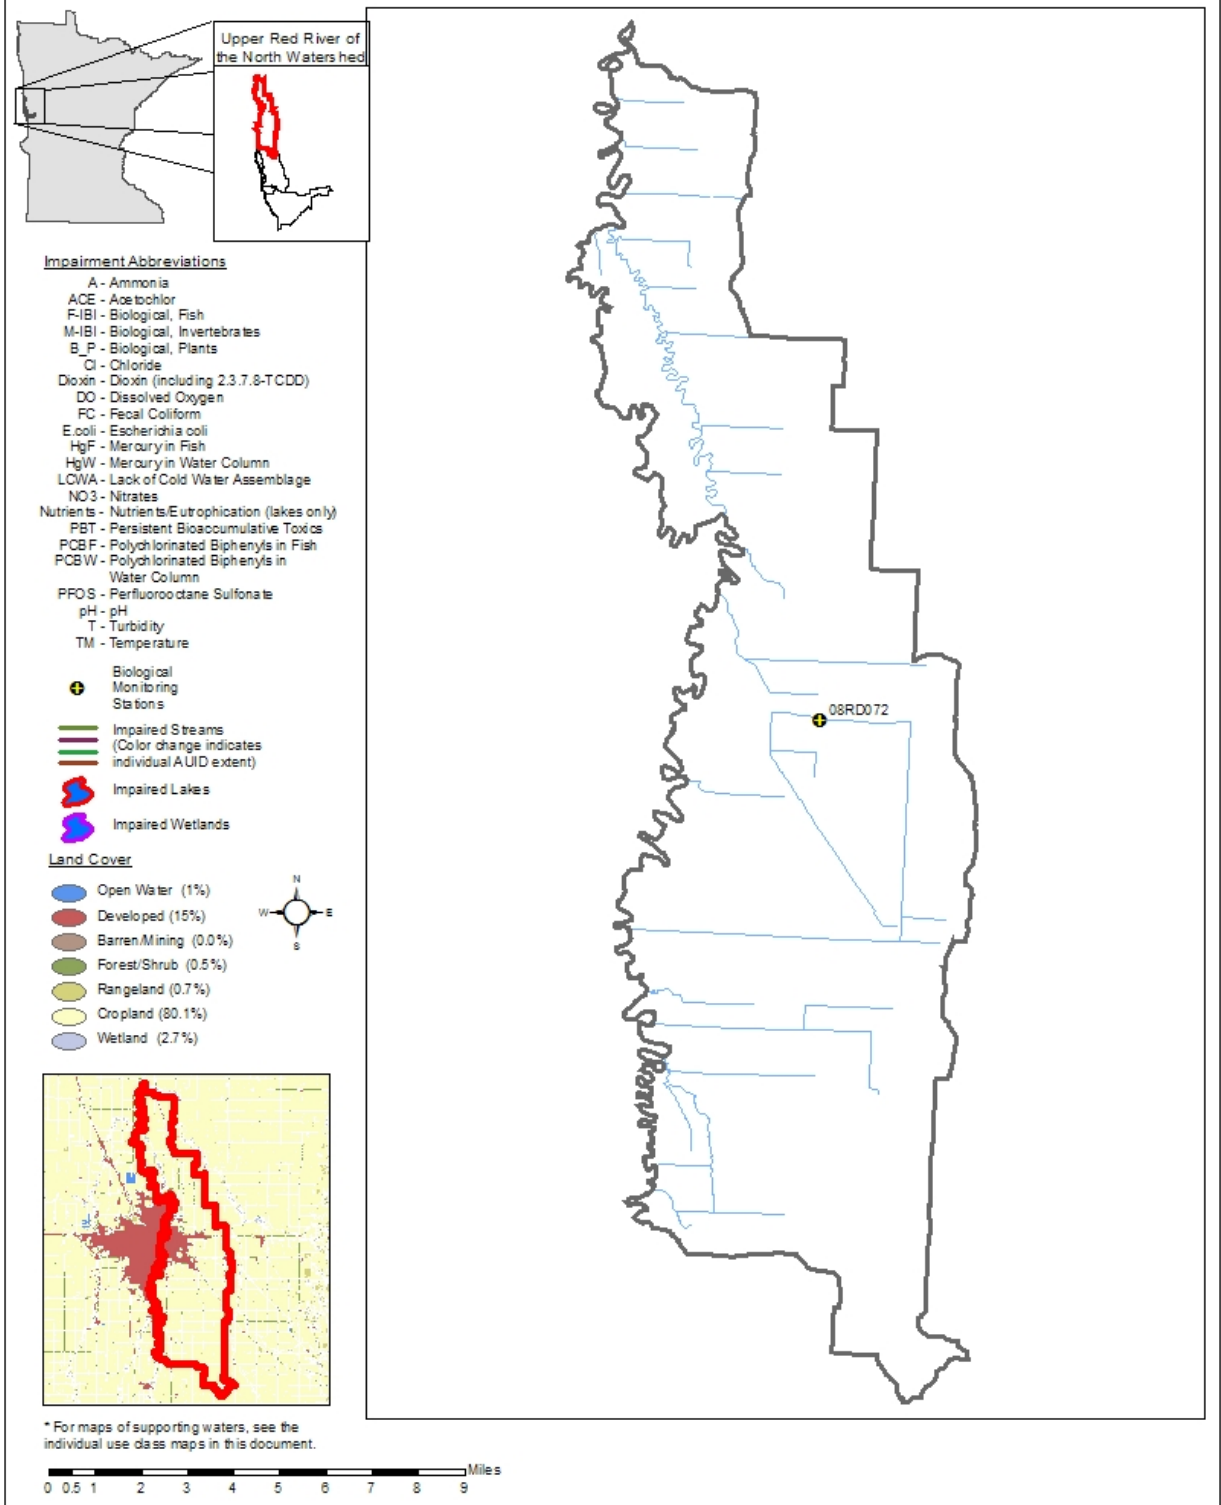 Upper Red River of
the North Watershed
Impairment Abbreviations
A - Ammonia
ACE - Acetochlor
F-IBI - Biological, Fish
M-IBI - Biological, Invertebrates
B_P - Biological, Plants
Cl - Chloride
Dioxin - Dioxin (including 2.3.7.8-TCDD)
DO - Dissolved Oxygen
FC - Fecal Coliform
E.coli - Escherichia coli
HgF - Mercury in Fish
HgW - Mercury in Water Column
LCWA - Lack of Cold Water Assemblage
NO3 - Nitrates
Nutrients - Nutrients/Eutrophication (lakes only)
PBT - Persistent Bioaccumulative Toxics
PCBF - Polychlorinated Biphenyls in Fish
PCBW - Polychlorinated Biphenyls in
Water Column
PFOS - Perfluorooctane Sulfonate
pH - pH
T - Turbidity
TM - Temperature
Biological
Monitoring
Stations
Impaired Streams
(Color change indicates
individual AUID extent)
Impaired Lakes
Impaired Wetlands
Land Cover
Open Water (1%)
Developed (15%)
Barren/Mining (0.0%)
Forest/Shrub (0.5%)
Rangeland (0.7%)
Cropland (80.1%)
Wetland (2.7%)
N
W E
S
08RD072
* For maps of supporting waters, see the
individual use class maps in this document.
Miles
0 0.5 1 2 3 4 5 6 7 8 9